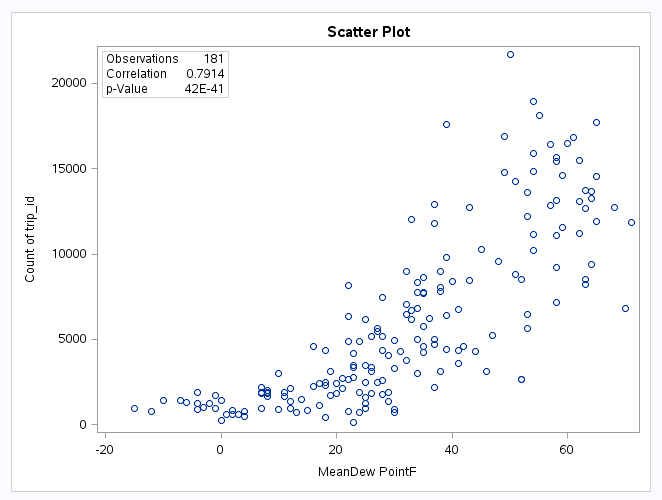 Scatter Plot
Observations 181
Correlation 0.7914
p-Value 42E-41
20000
15000
10000
5000
0
Count of trip_id
-20 0 20 40 60
MeanDew PointF